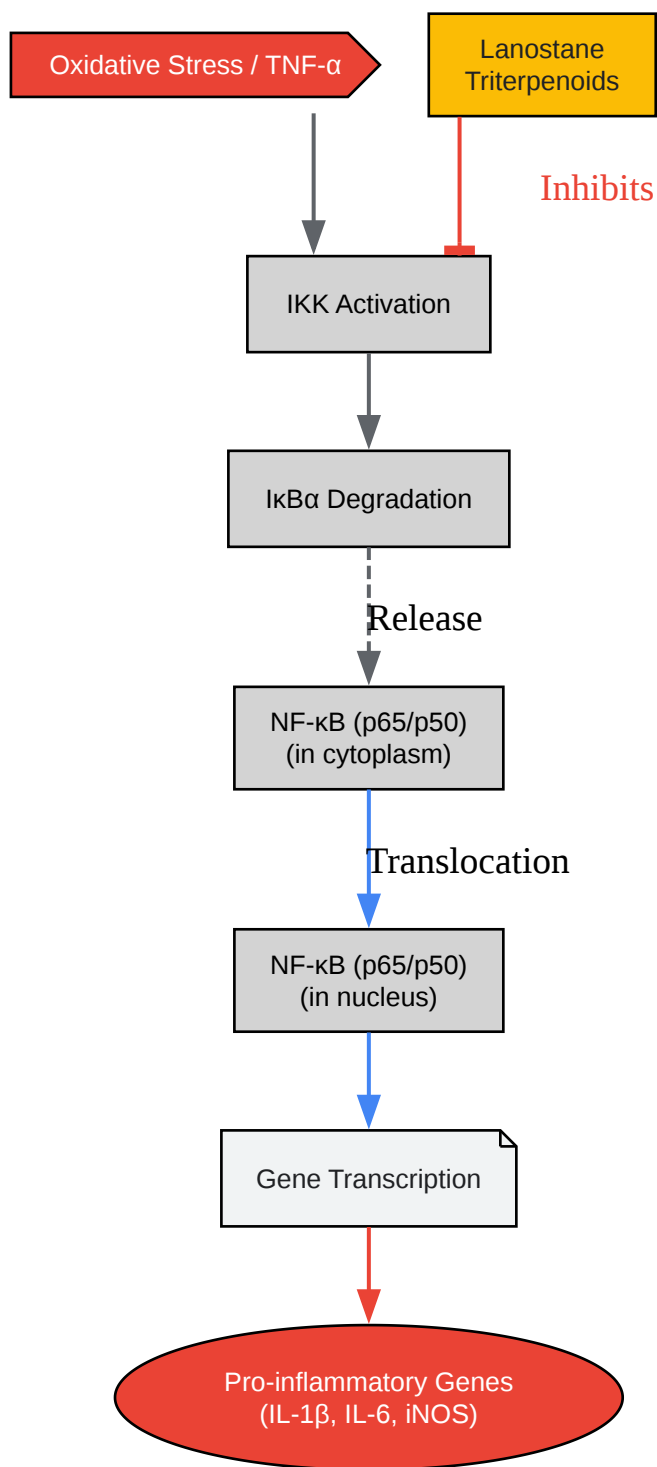 Oxidative Stress / TNF-α
Lanostane
Triterpenoids
Inhibits
IKK Activation
IκBα Degradation
Release
NF-κB (p65/p50)
(in cytoplasm)
Translocation
NF-κB (p65/p50)
(in nucleus)
Gene Transcription
Pro-inflammatory Genes
(IL-1β, IL-6, iNOS)